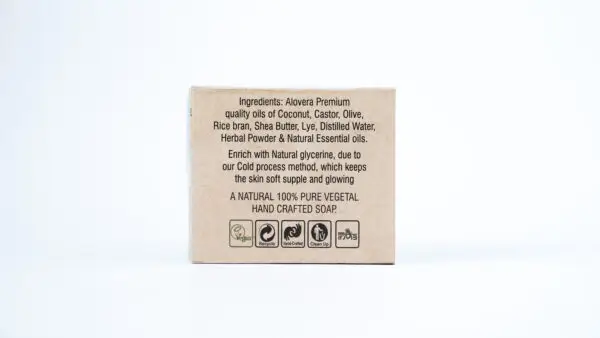 Ingredients: Alovera Premium
quality oils of Coconut, Castor, Olive,
Rice bran, Shea Butter, Lye, Distilled Water,
Herbal Powder & Natural Essential oils.
Enrich with Natural glycerine, due to
our Cold process method, which keeps
the skin soft supple and glowing
A NATURAL 100% PURE VEGETAL
HAND CRAFTED SOAP.
Recycle
Hand Crafted
Clean Up